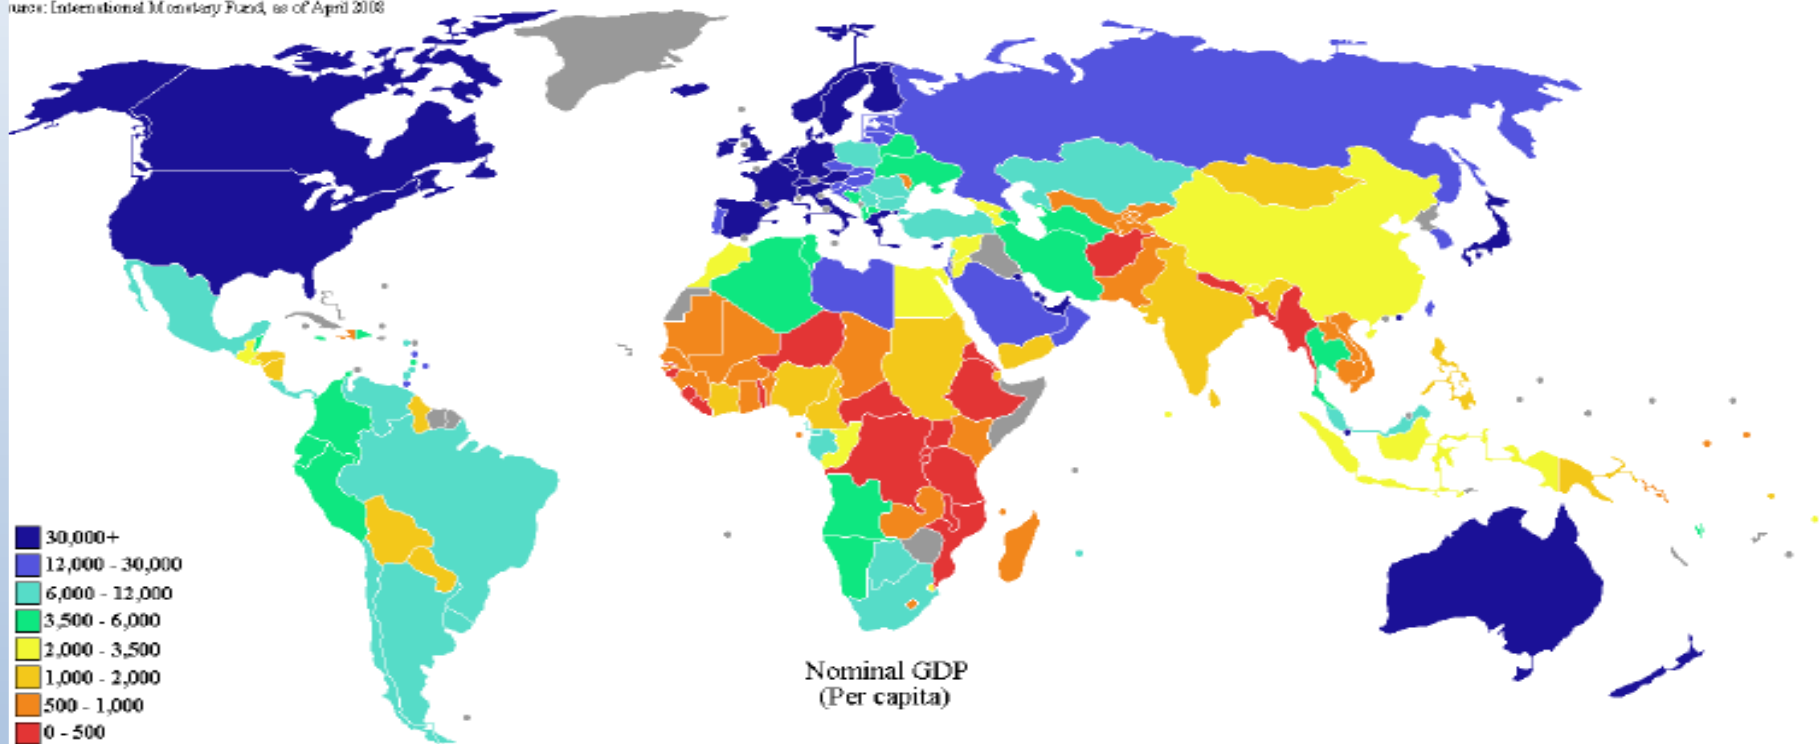 urce: International Monetary Fund, as of April 2008
30,000+
12,000 - 30,000
6,000 - 12,000
3,500 - 6,000
2,000 - 3,500
1,000 - 2,000
500 - 1,000
0 - 500
Nominal GDP
(Per capita)